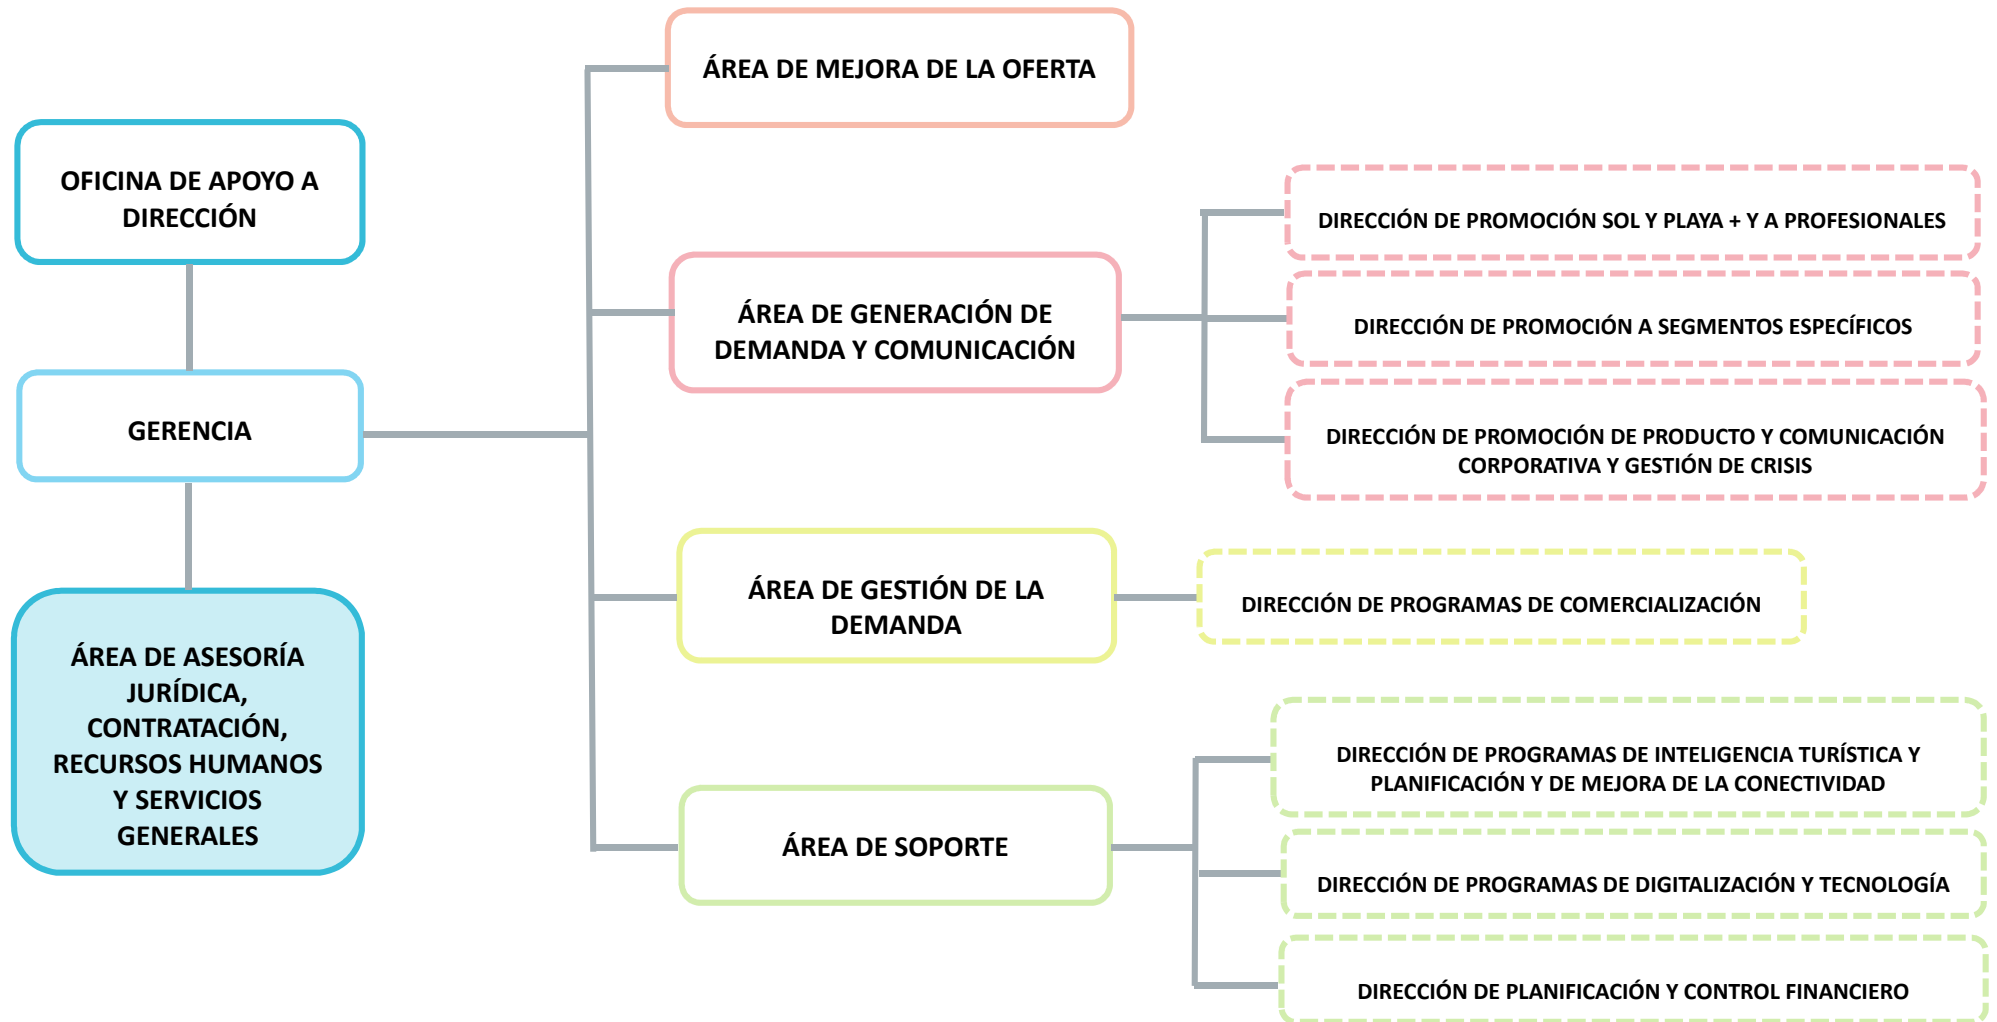 OFICINA DE APOYO A
DIRECCIÓN
GERENCIA
ÁREA DE ASESORÍA
JURÍDICA,
CONTRATACIÓN,
RECURSOS HUMANOS
Y SERVICIOS
GENERALES
ÁREA DE MEJORA DE LA OFERTA
ÁREA DE GENERACIÓN DE
DEMANDA Y COMUNICACIÓN
DIRECCIÓN DE PROMOCIÓN SOL Y PLAYA + Y A PROFESIONALES
DIRECCIÓN DE PROMOCIÓN A SEGMENTOS ESPECÍFICOS
DIRECCIÓN DE PROMOCIÓN DE PRODUCTO Y COMUNICACIÓN
CORPORATIVA Y GESTIÓN DE CRISIS
ÁREA DE GESTIÓN DE LA
DEMANDA
DIRECCIÓN DE PROGRAMAS DE COMERCIALIZACIÓN
ÁREA DE SOPORTE
DIRECCIÓN DE PROGRAMAS DE INTELIGENCIA TURÍSTICA Y
PLANIFICACIÓN Y DE MEJORA DE LA CONECTIVIDAD
DIRECCIÓN DE PROGRAMAS DE DIGITALIZACIÓN Y TECNOLOGÍA
DIRECCIÓN DE PLANIFICACIÓN Y CONTROL FINANCIERO